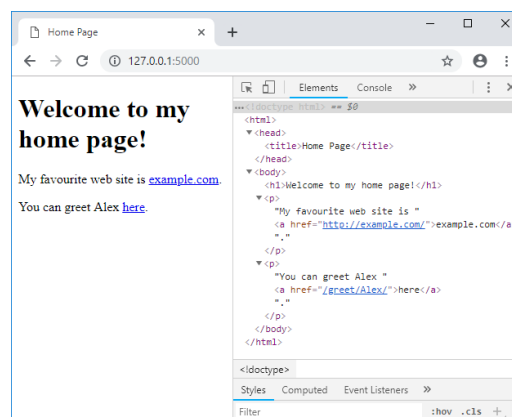 Home Page
127.0.0.1:5000
Welcome to my
home page!
My favourite web site is example.com.
You can greet Alex here.
Elements Console »
…<!doctype html> == $0
<html>
▼<head>
<title>Home Page</title>
</head>
▼<body>
<h1>Welcome to my home page!</h1>
▼<p>
"My favourite web site is "
<a href="http://example.com/">example.com</a
"."
</p>
▼<p>
"You can greet Alex "
<a href="/greet/Alex/">here</a>
"."
</p>
</body>
</html>
<!doctype>
Styles Computed Event Listeners »
Filter :hov .cls +